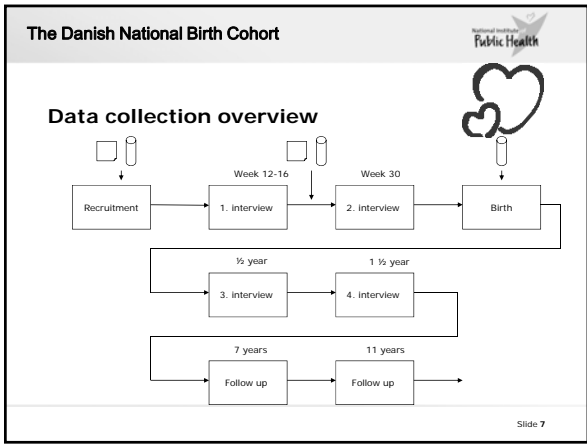 The Danish National Birth Cohort
National Institute
Public Health
Data collection overview
Week 12-16
Week 30
Recruitment
1. interview
2. interview
Birth
½ year
1 ½ year
3. interview
4. interview
7 years
11 years
Follow up
Follow up
Slide 7